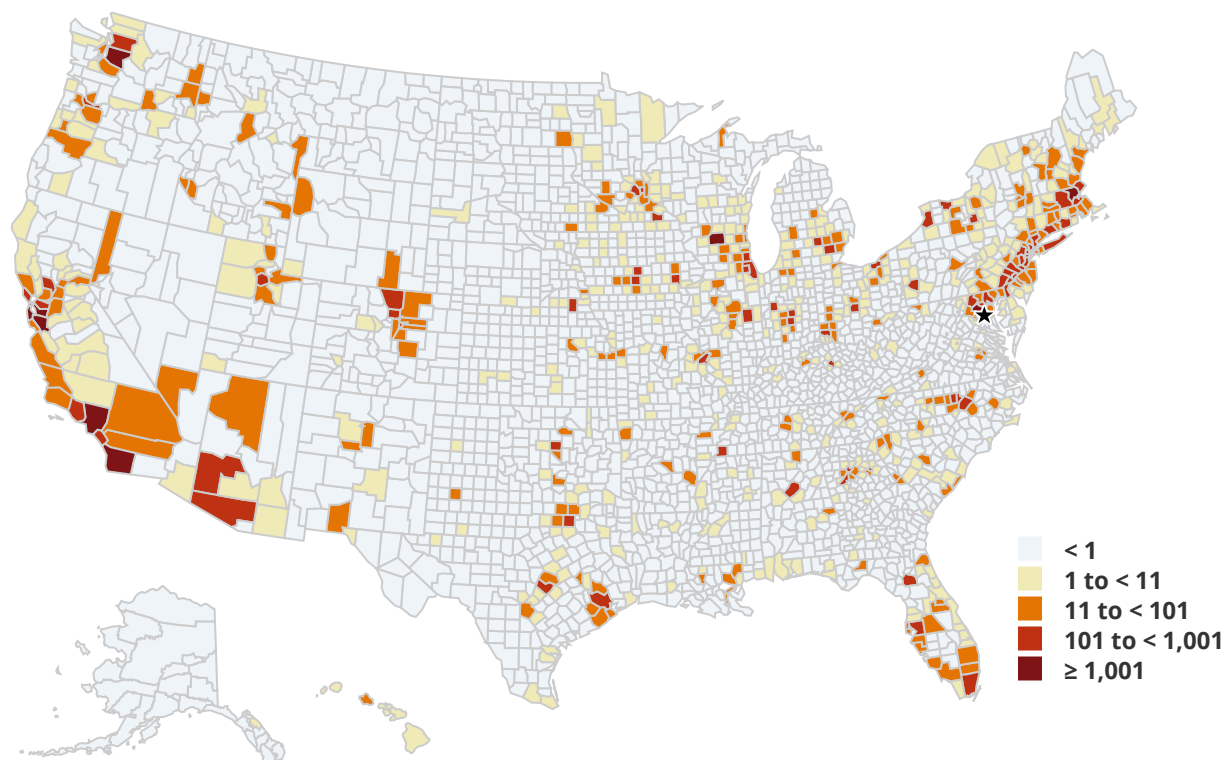 < 1
1 to < 11
11 to < 101
101 to < 1,001
≥ 1,001